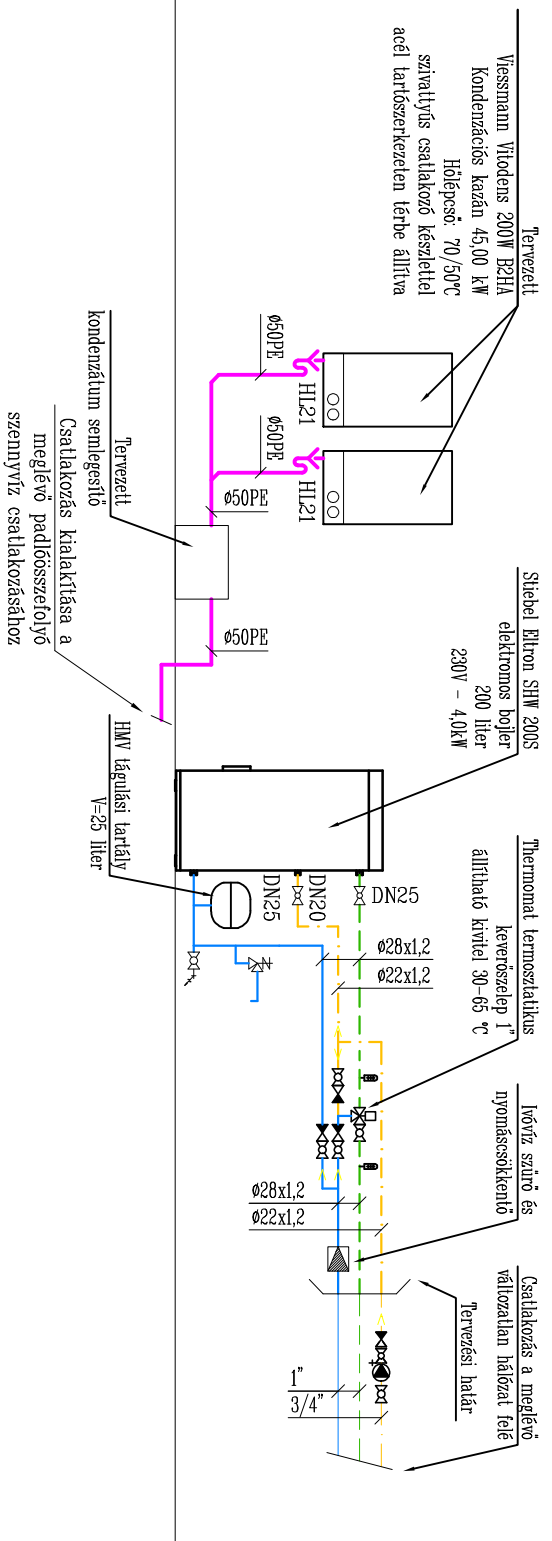 Tervezett
Viessmann Vitodens 200W B2HA
Kondenzációs kazán 45,00 kW
Hőlépcső: 70/50°C
szivattyús csatlakozó készlettel
acél tartószerkezeten térbe állítva
HL21
HL21
ø50PE
ø50PE
ø50PE
ø50PE
Tervezett
kondenzátum semlegesítő
Csatlakozás kialakítása a
meglévő padlóösszefolyó
szennyvíz csatlakozásához
Stiebel Eltron SHW 200S
elektromos bojler
200 liter
230V - 4,0kW
HMV tágulási tartály
V=25 liter
DN25
DN20
DN25
ø28x1,2
ø22x1,2
Thermomat termosztatikus
keverőszelep 1"
állítható kivitel 30-65 °C
Ivóvíz szűrő és
nyomáscsökkentő
ø28x1,2
ø22x1,2
Tervezési határ
Csatlakozás a meglévő
változatlan hálózat felé
1"
3/4"